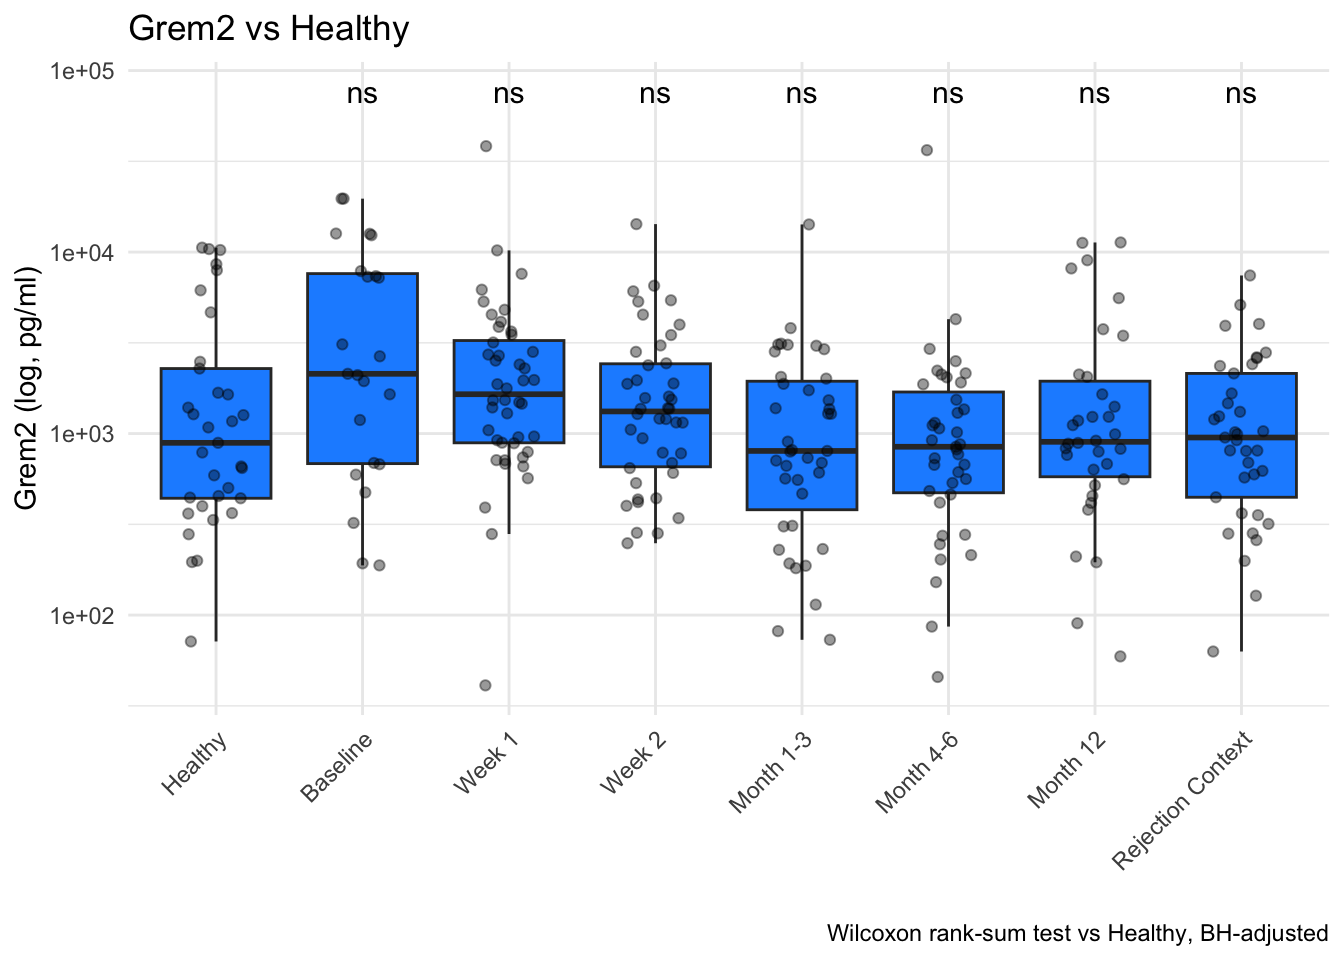 Grem2 vs Healthy
1e+05
1e+04
1e+03
1e+02
Grem2 (log, pg/ml)
ns ns ns ns ns ns ns
Healthy
Baseline
Week 1
Week 2
Month 1-3
Month 4-6
Month 12
Rejection Context
Wilcoxon rank-sum test vs Healthy, BH-adjusted